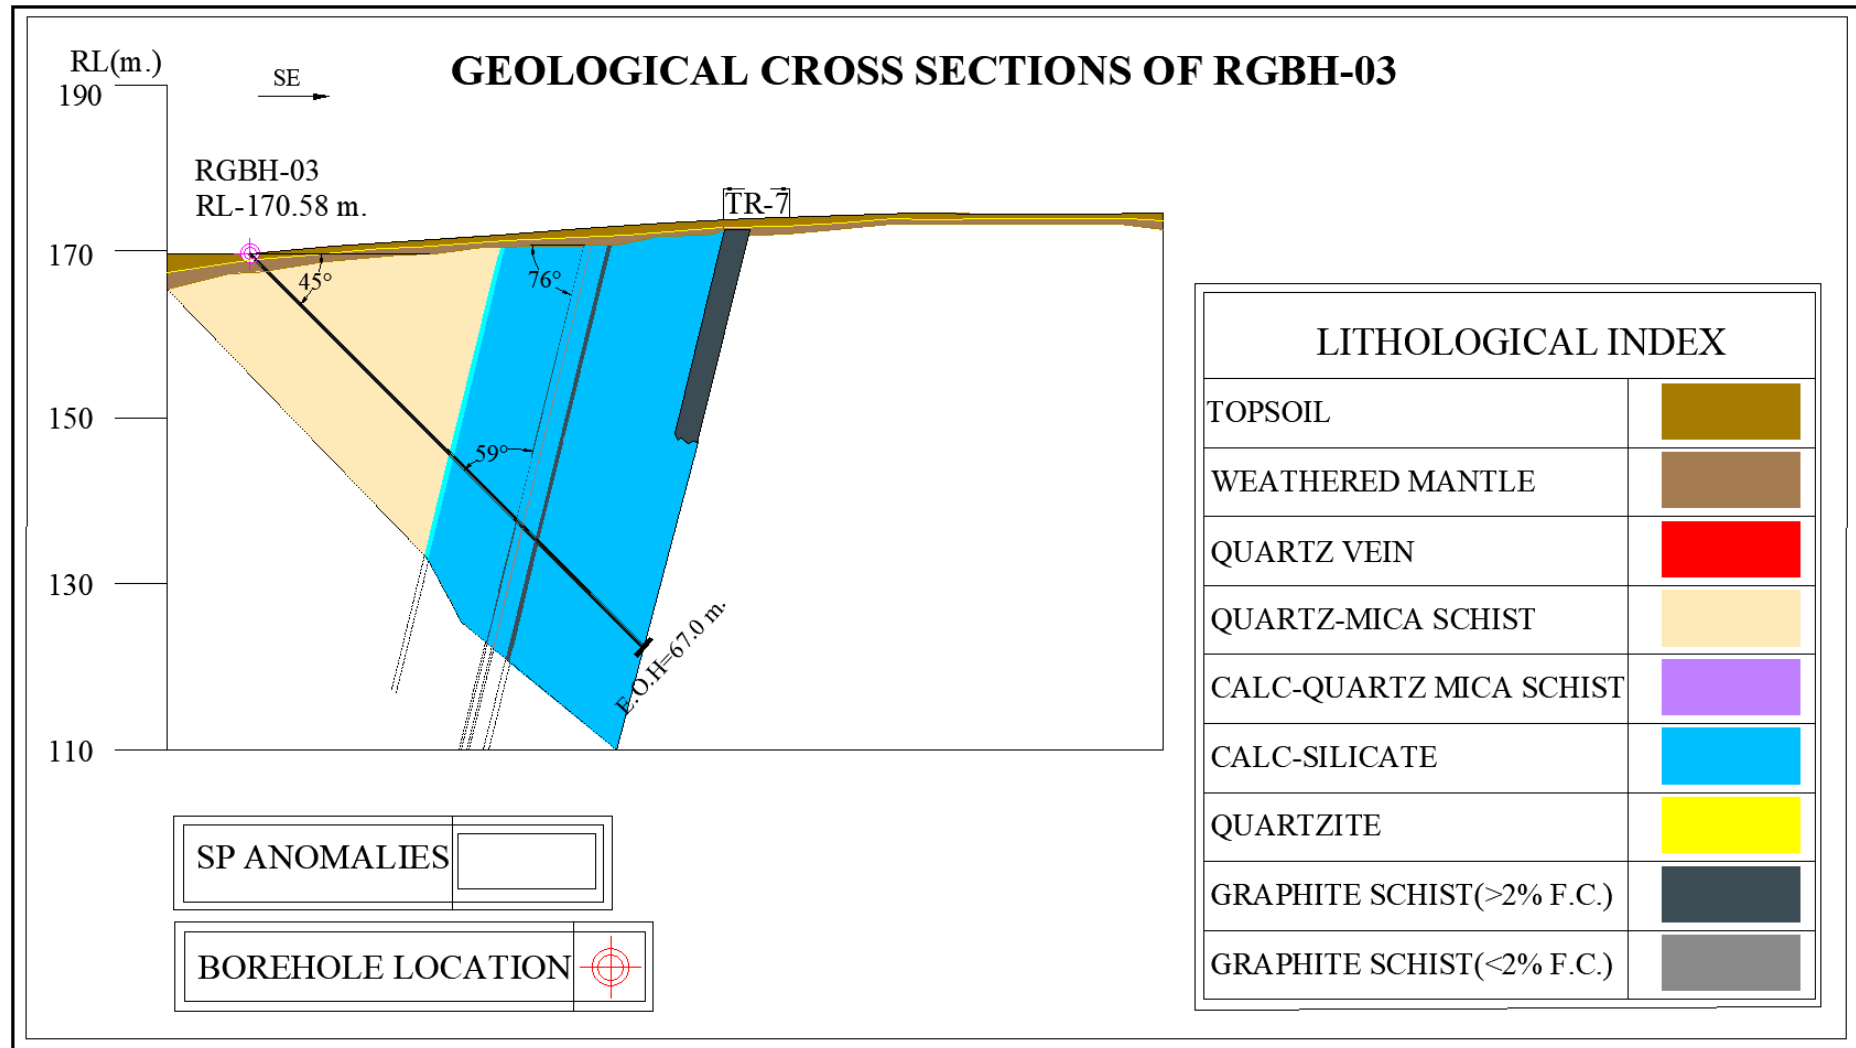 RL(m.)
SE
GEOLOGICAL CROSS SECTIONS OF RGBH-03
190
RGBH-03
RL-170.58 m.
TR-7
170
45°
76°
150
59°
130
E.O.H=67.0 m.
110
LITHOLOGICAL INDEX
TOPSOIL
WEATHERED MANTLE
QUARTZ VEIN
QUARTZ-MICA SCHIST
CALC-QUARTZ MICA SCHIST
CALC-SILICATE
QUARTZITE
GRAPHITE SCHIST(>2% F.C.)
GRAPHITE SCHIST(<2% F.C.)
SP ANOMALIES
BOREHOLE LOCATION